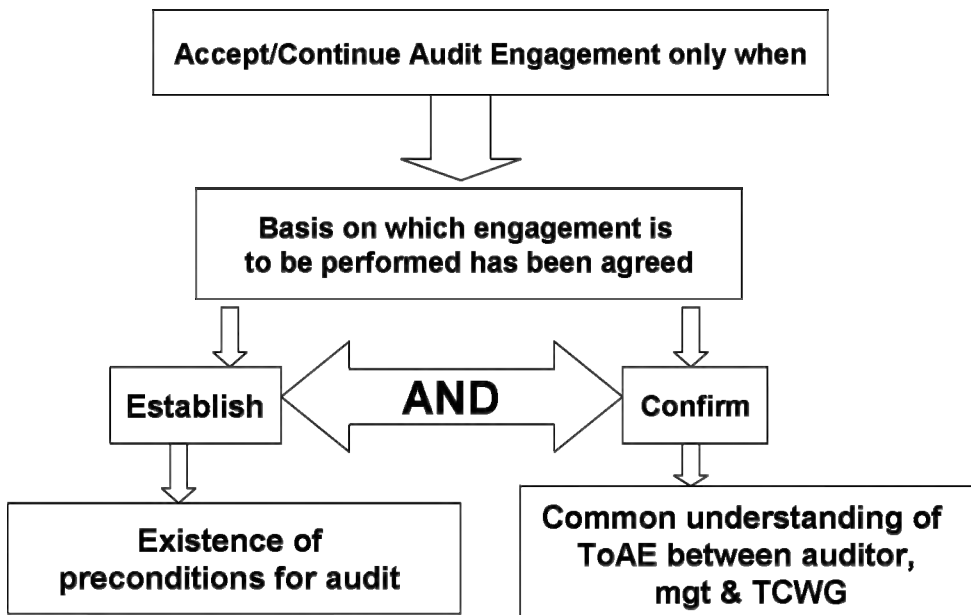 Accept/Continue Audit Engagement only when
Basis on which engagement is
to be performed has been agreed
Establish
AND
Confirm
Existence of
preconditions for audit
Common understanding of
ToAE between auditor,
mgt & TCWG